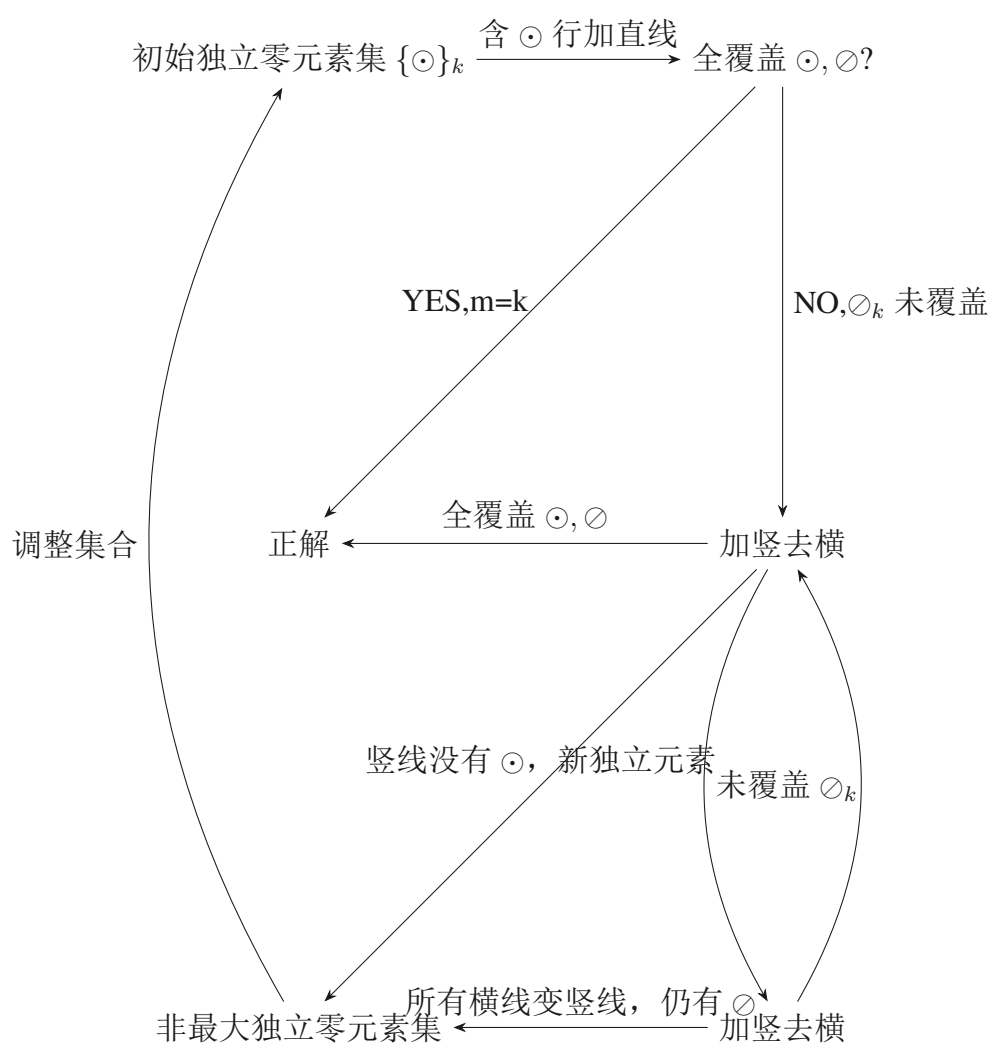 含 ⊙ 行加直线
初始独立零元素集 {⊙}ₖ
全覆盖 ⊙, ⊘?
YES,m=k
NO,⊘ₖ 未覆盖
全覆盖 ⊙, ⊘
调整集合
正解
加竖去横
竖线没有 ⊙，新独立元素
未覆盖 ⊘ₖ
所有横线变竖线，仍有 ⊘
非最大独立零元素集
加竖去横